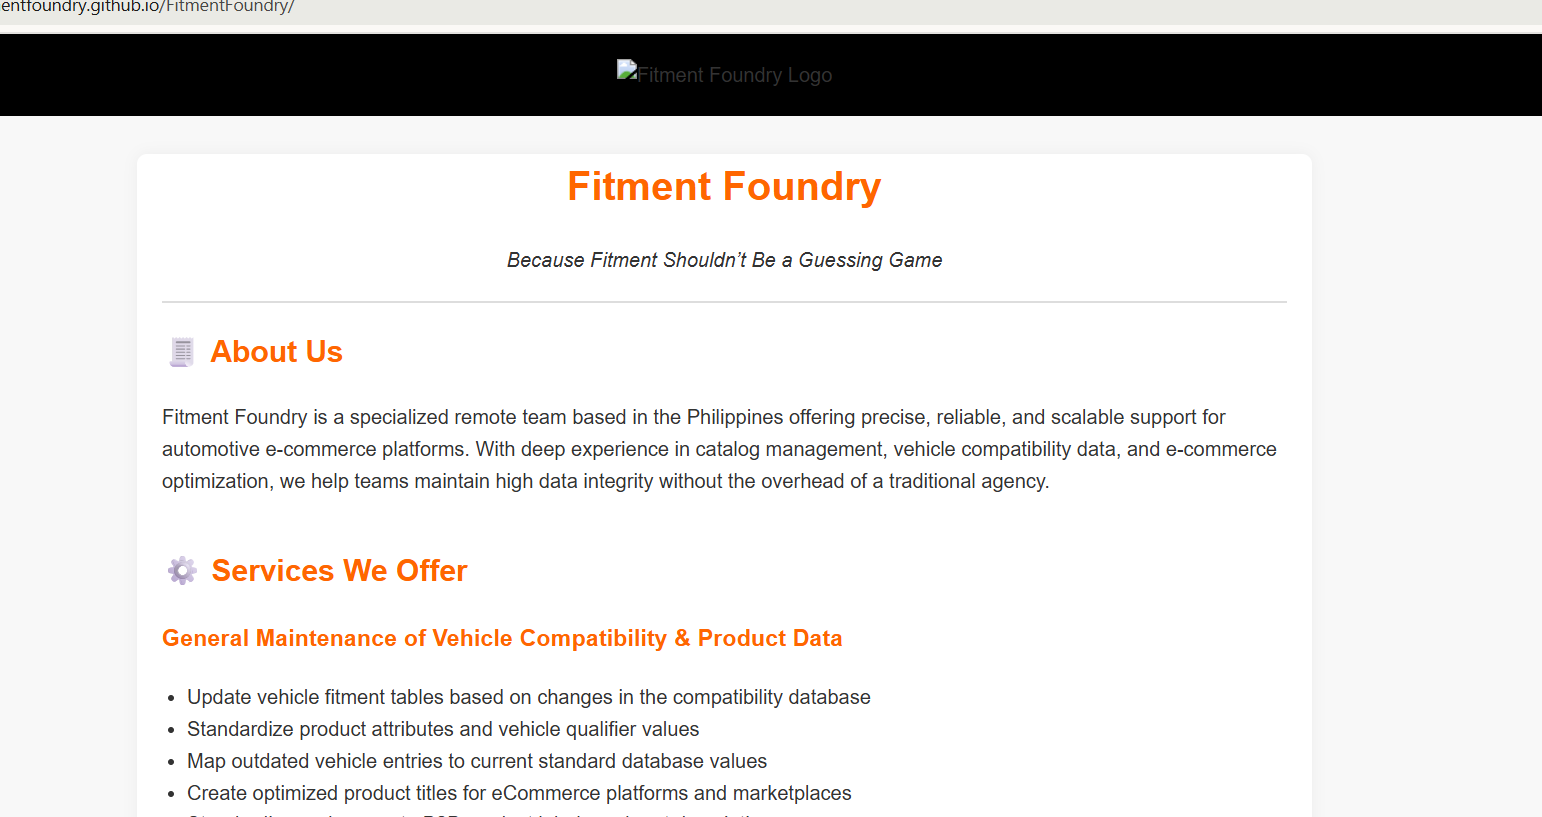 entfoundry.github.io/FitmentFoundry/
Fitment Foundry Logo
Fitment Foundry
Because Fitment Shouldn’t Be a Guessing Game
About Us
Fitment Foundry is a specialized remote team based in the Philippines offering precise, reliable, and scalable support for
automotive e-commerce platforms. With deep experience in catalog management, vehicle compatibility data, and e-commerce
optimization, we help teams maintain high data integrity without the overhead of a traditional agency.
Services We Offer
General Maintenance of Vehicle Compatibility & Product Data
• Update vehicle fitment tables based on changes in the compatibility database
• Standardize product attributes and vehicle qualifier values
• Map outdated vehicle entries to current standard database values
• Create optimized product titles for eCommerce platforms and marketplaces